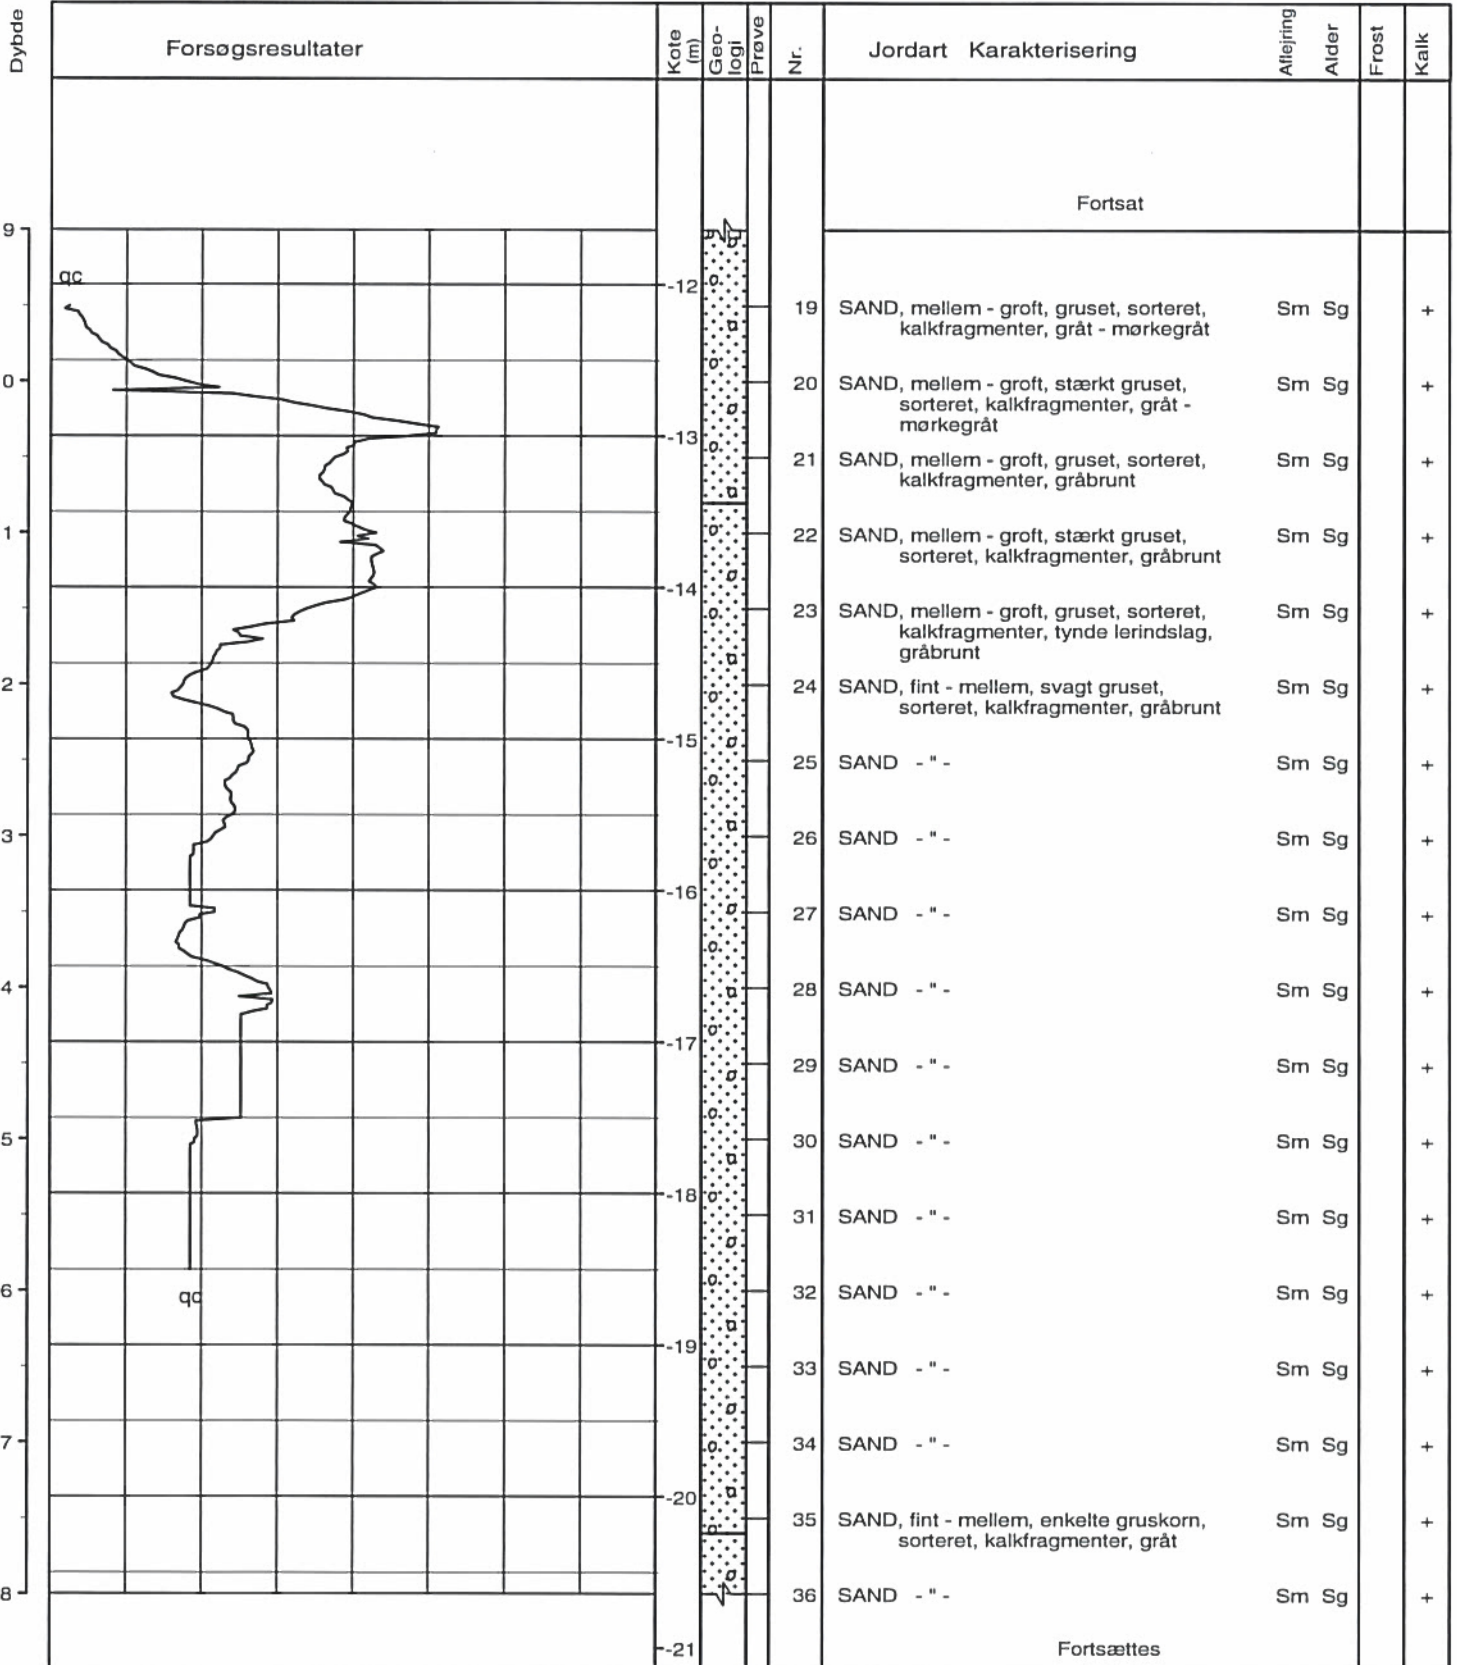 Dybde
Forsøgsresultater
Kote (m)
Geo-logi
Prøve
Nr.
Jordart Karakterisering
Aflejring
Alder
Frost
Kalk
Fortsat
9
qc
-12
19 SAND, mellem - groft, gruset, sorteret, Sm Sg +
kalkfragmenter, gråt - mørkegråt
0
20 SAND, mellem - groft, stærkt gruset, Sm Sg +
sorteret, kalkfragmenter, gråt -
mørkegråt
-13
21 SAND, mellem - groft, gruset, sorteret, Sm Sg +
kalkfragmenter, gråbrunt
1
22 SAND, mellem - groft, stærkt gruset, Sm Sg +
sorteret, kalkfragmenter, gråbrunt
-14
23 SAND, mellem - groft, gruset, sorteret, Sm Sg +
kalkfragmenter, tynde lerindslag,
gråbrunt
2
24 SAND, fint - mellem, svagt gruset, Sm Sg +
sorteret, kalkfragmenter, gråbrunt
-15
25 SAND - " - Sm Sg +
3
26 SAND - " - Sm Sg +
-16
27 SAND - " - Sm Sg +
4
28 SAND - " - Sm Sg +
-17
29 SAND - " - Sm Sg +
5
30 SAND - " - Sm Sg +
-18
31 SAND - " - Sm Sg +
6
qc
32 SAND - " - Sm Sg +
-19
33 SAND - " - Sm Sg +
7
34 SAND - " - Sm Sg +
-20
35 SAND, fint - mellem, enkelte gruskorn, Sm Sg +
sorteret, kalkfragmenter, gråt
8
36 SAND - " - Sm Sg +
-21
Fortsættes